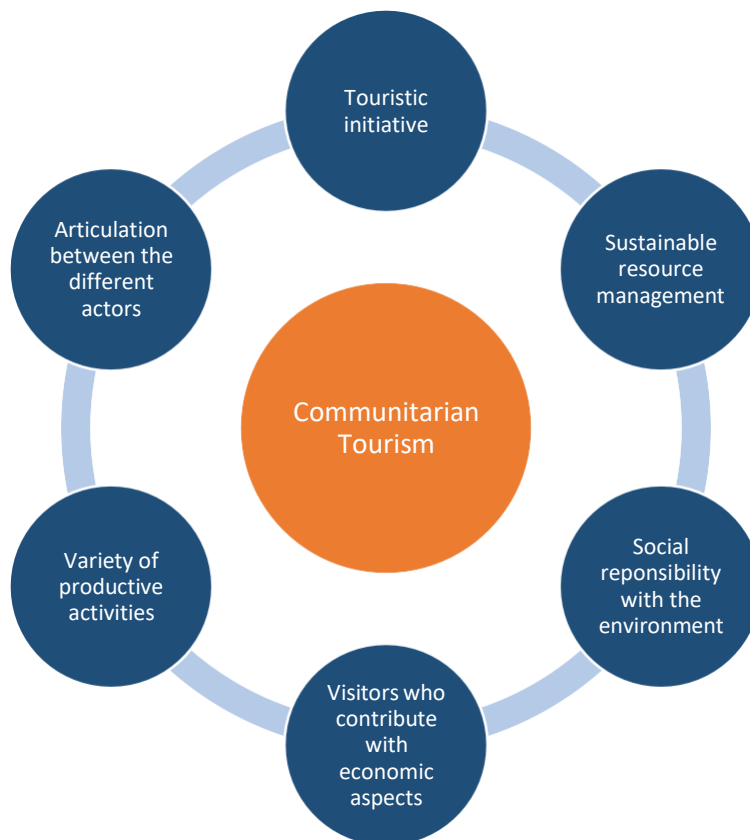 Touristic
initiative
Sustainable
resource
management
Social
reponsibility
with the
environment
Visitors who
contribute
with
economic
aspects
Variety of
productive
activities
Articulation
between the
different
actors
Communitarian
Tourism